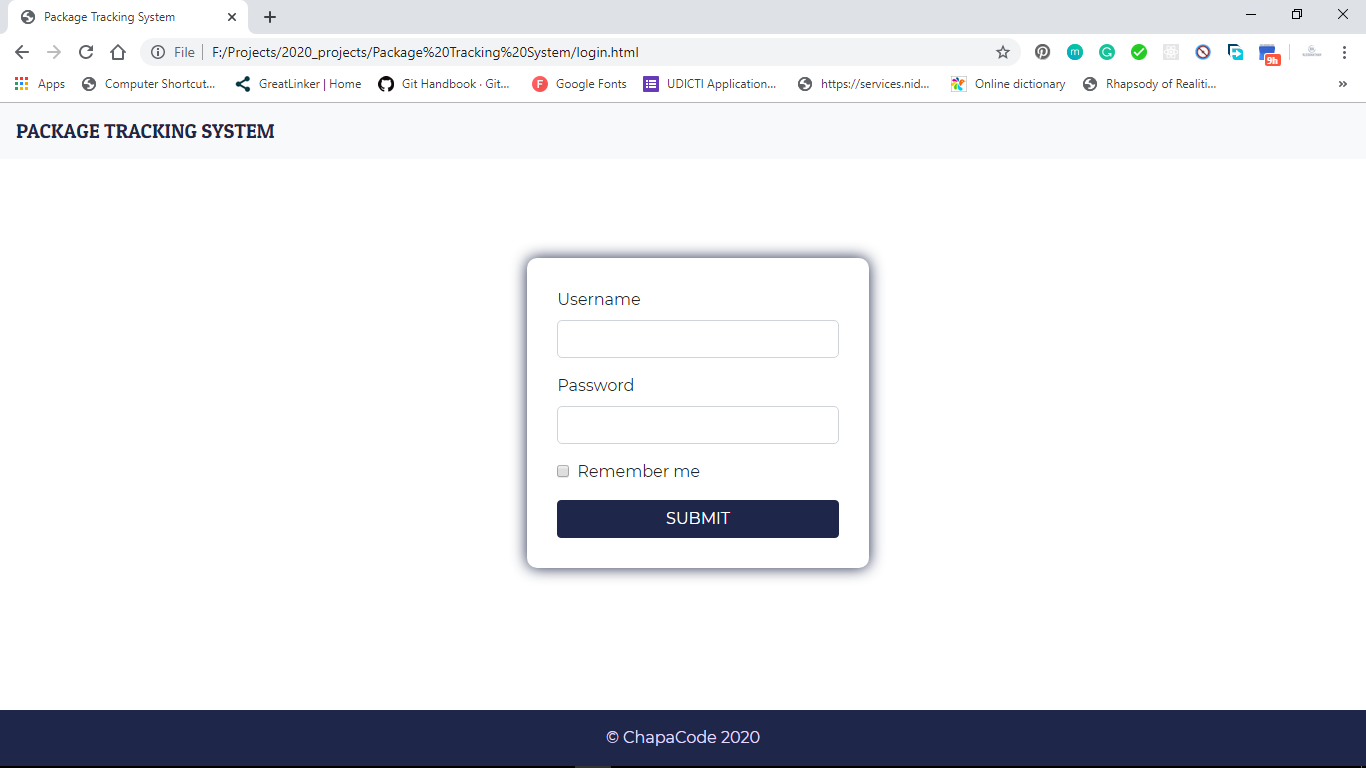 Package Tracking System
File | F:/Projects/2020_projects/Package%20Tracking%20System/login.html
9h
Apps Computer Shortcut... GreatLinker | Home Git Handbook · Git... Google Fonts UDICTI Application... https://services.nid... Online dictionary Rhapsody of Realiti... »
PACKAGE TRACKING SYSTEM
Username
Password
Remember me
SUBMIT
© ChapaCode 2020